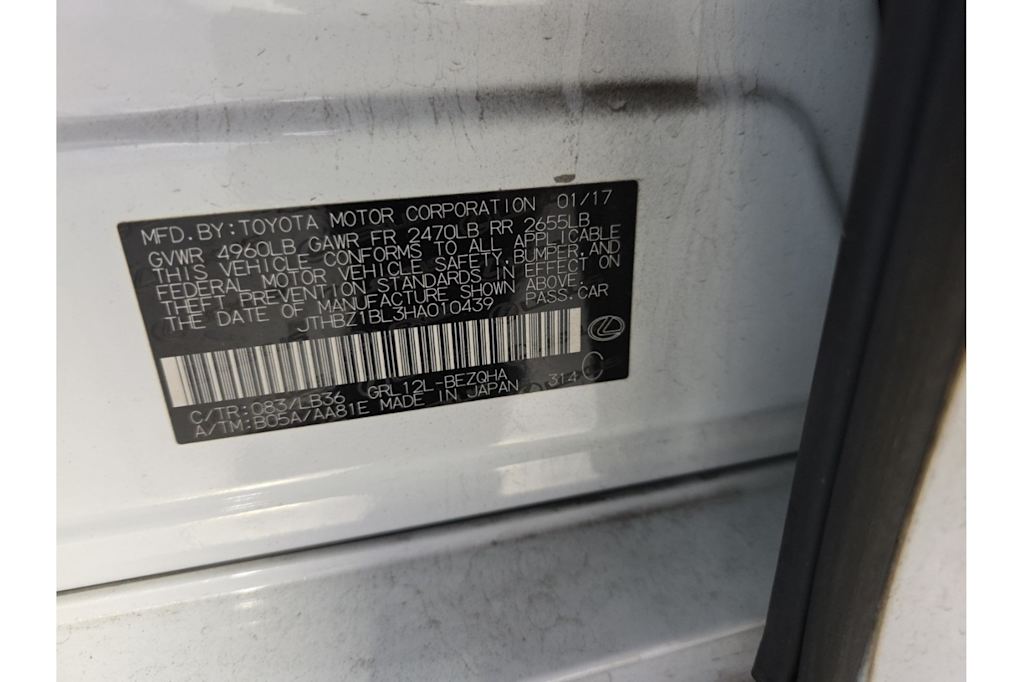 MFD.BY:TOYOTA MOTOR CORPORATION 01/17
GVWR 4960LB GAWR FR 2470LB RR 2655LB
THIS VEHICLE CONFORMS TO ALL APPLICABLE
FEDERAL MOTOR VEHICLE SAFETY,BUMPER,AND
THEFT PREVENTION STANDARDS IN EFFECT ON
THE DATE OF MANUFACTURE SHOWN ABOVE.
JTHBZ1BL3HA010439 PASS.CAR
C/TR:083/LB36 GRL12L-BEZQHA 314 C
A/TM:B05A/AA81E MADE IN JAPAN